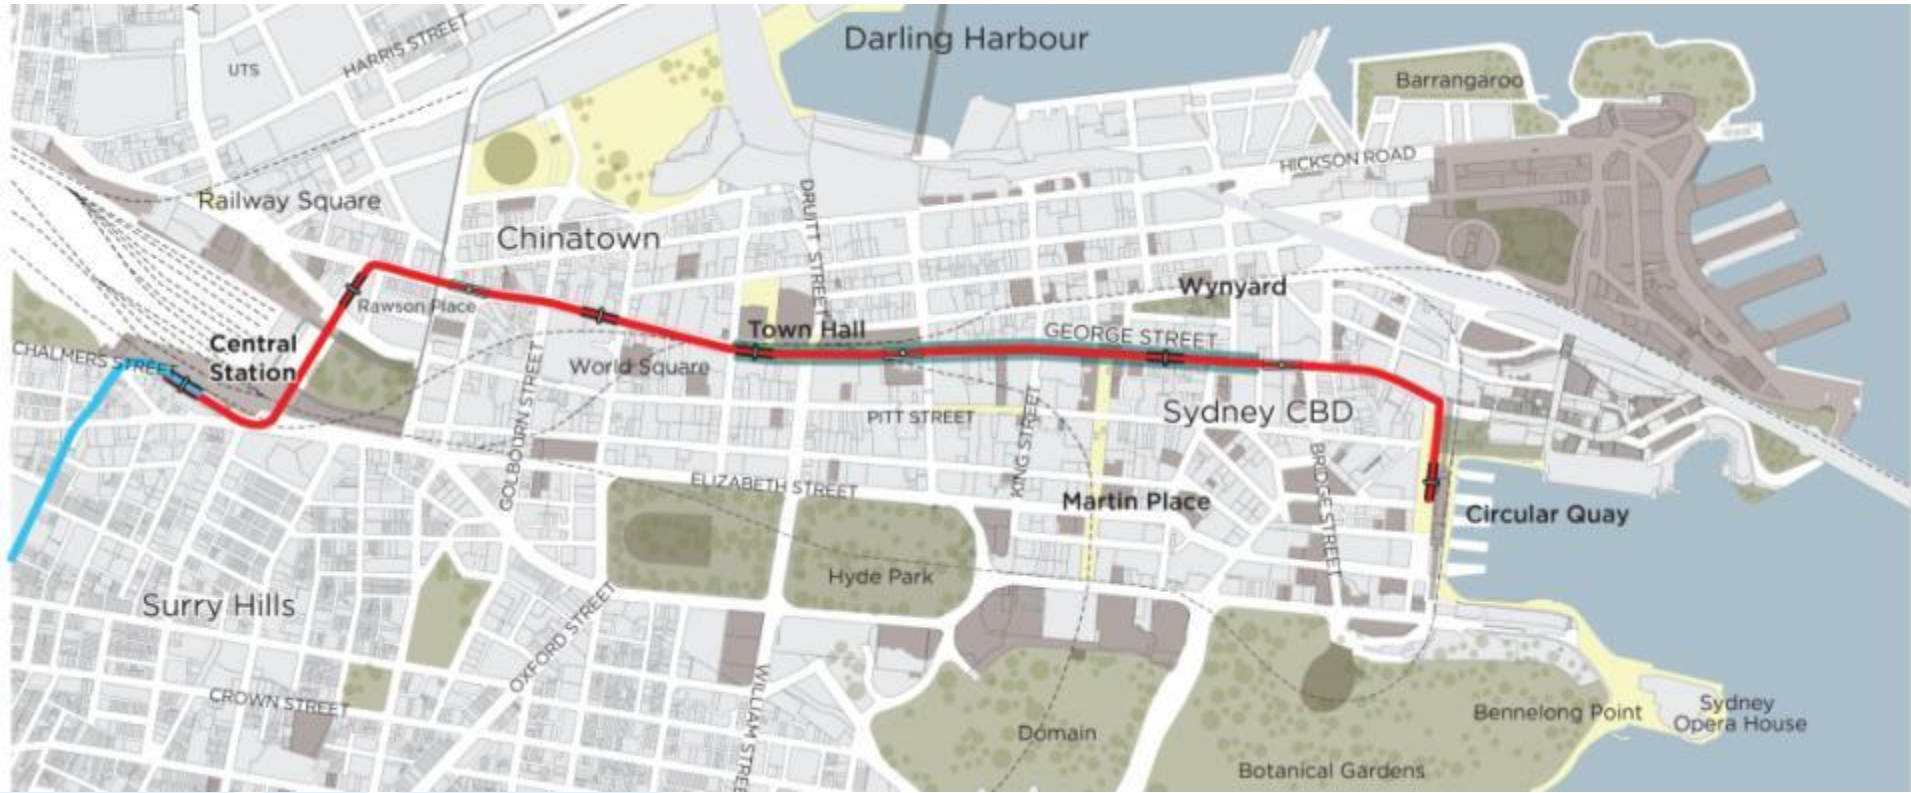 Darling Harbour
HARRIS STREET
UTS
Barrangaroo
HICKSON ROAD
Railway Square
DRUTT STREET
Chinatown
Wynyard
Rawson Place
Town Hall
GEORGE STREET
Central
Station
CHALMERS STREET
World Square
GOLBOURN STREET
PITT STREET
KING STREET
Sydney CBD
BRIDGE STREET
ELIZABETH STREET
Martin Place
Circular Quay
Hyde Park
Surry Hills
OXFORD STREET
CROWN STREET
WILLIAM STREE
Domain
Bennelong Point
Sydney
Opera House
Botanical Gardens